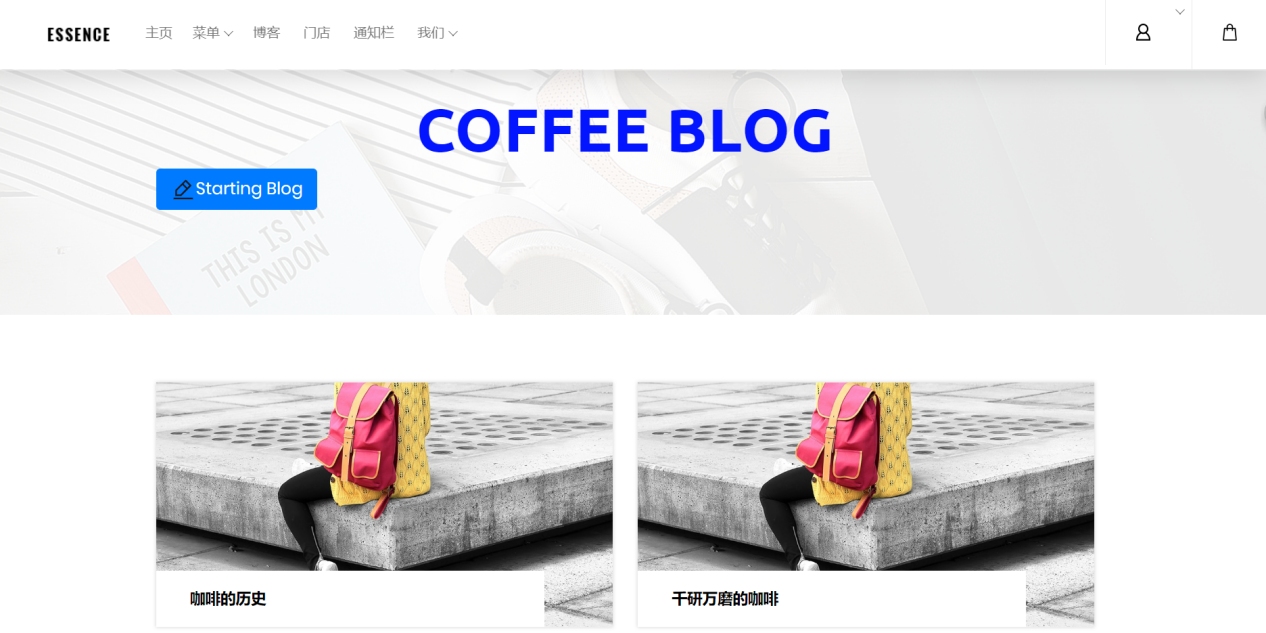 ESSENCE 主页 菜单 博客 门店 通知栏 我们
COFFEE BLOG
Starting Blog
THIS IS MY
LONDON
咖啡的历史 千研万磨的咖啡